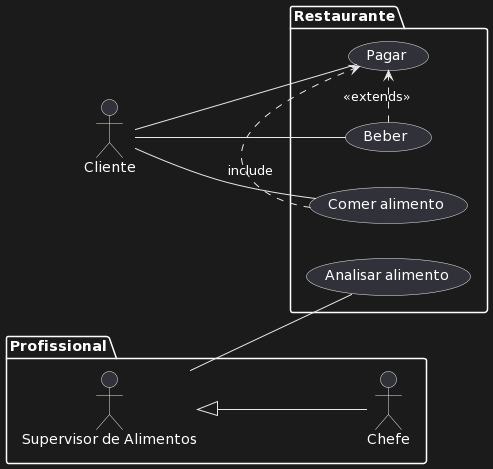 Restaurante
Pagar
«extends»
Beber
Cliente
include
Comer alimento
Analisar alimento
Profissional
Supervisor de Alimentos
Chefe